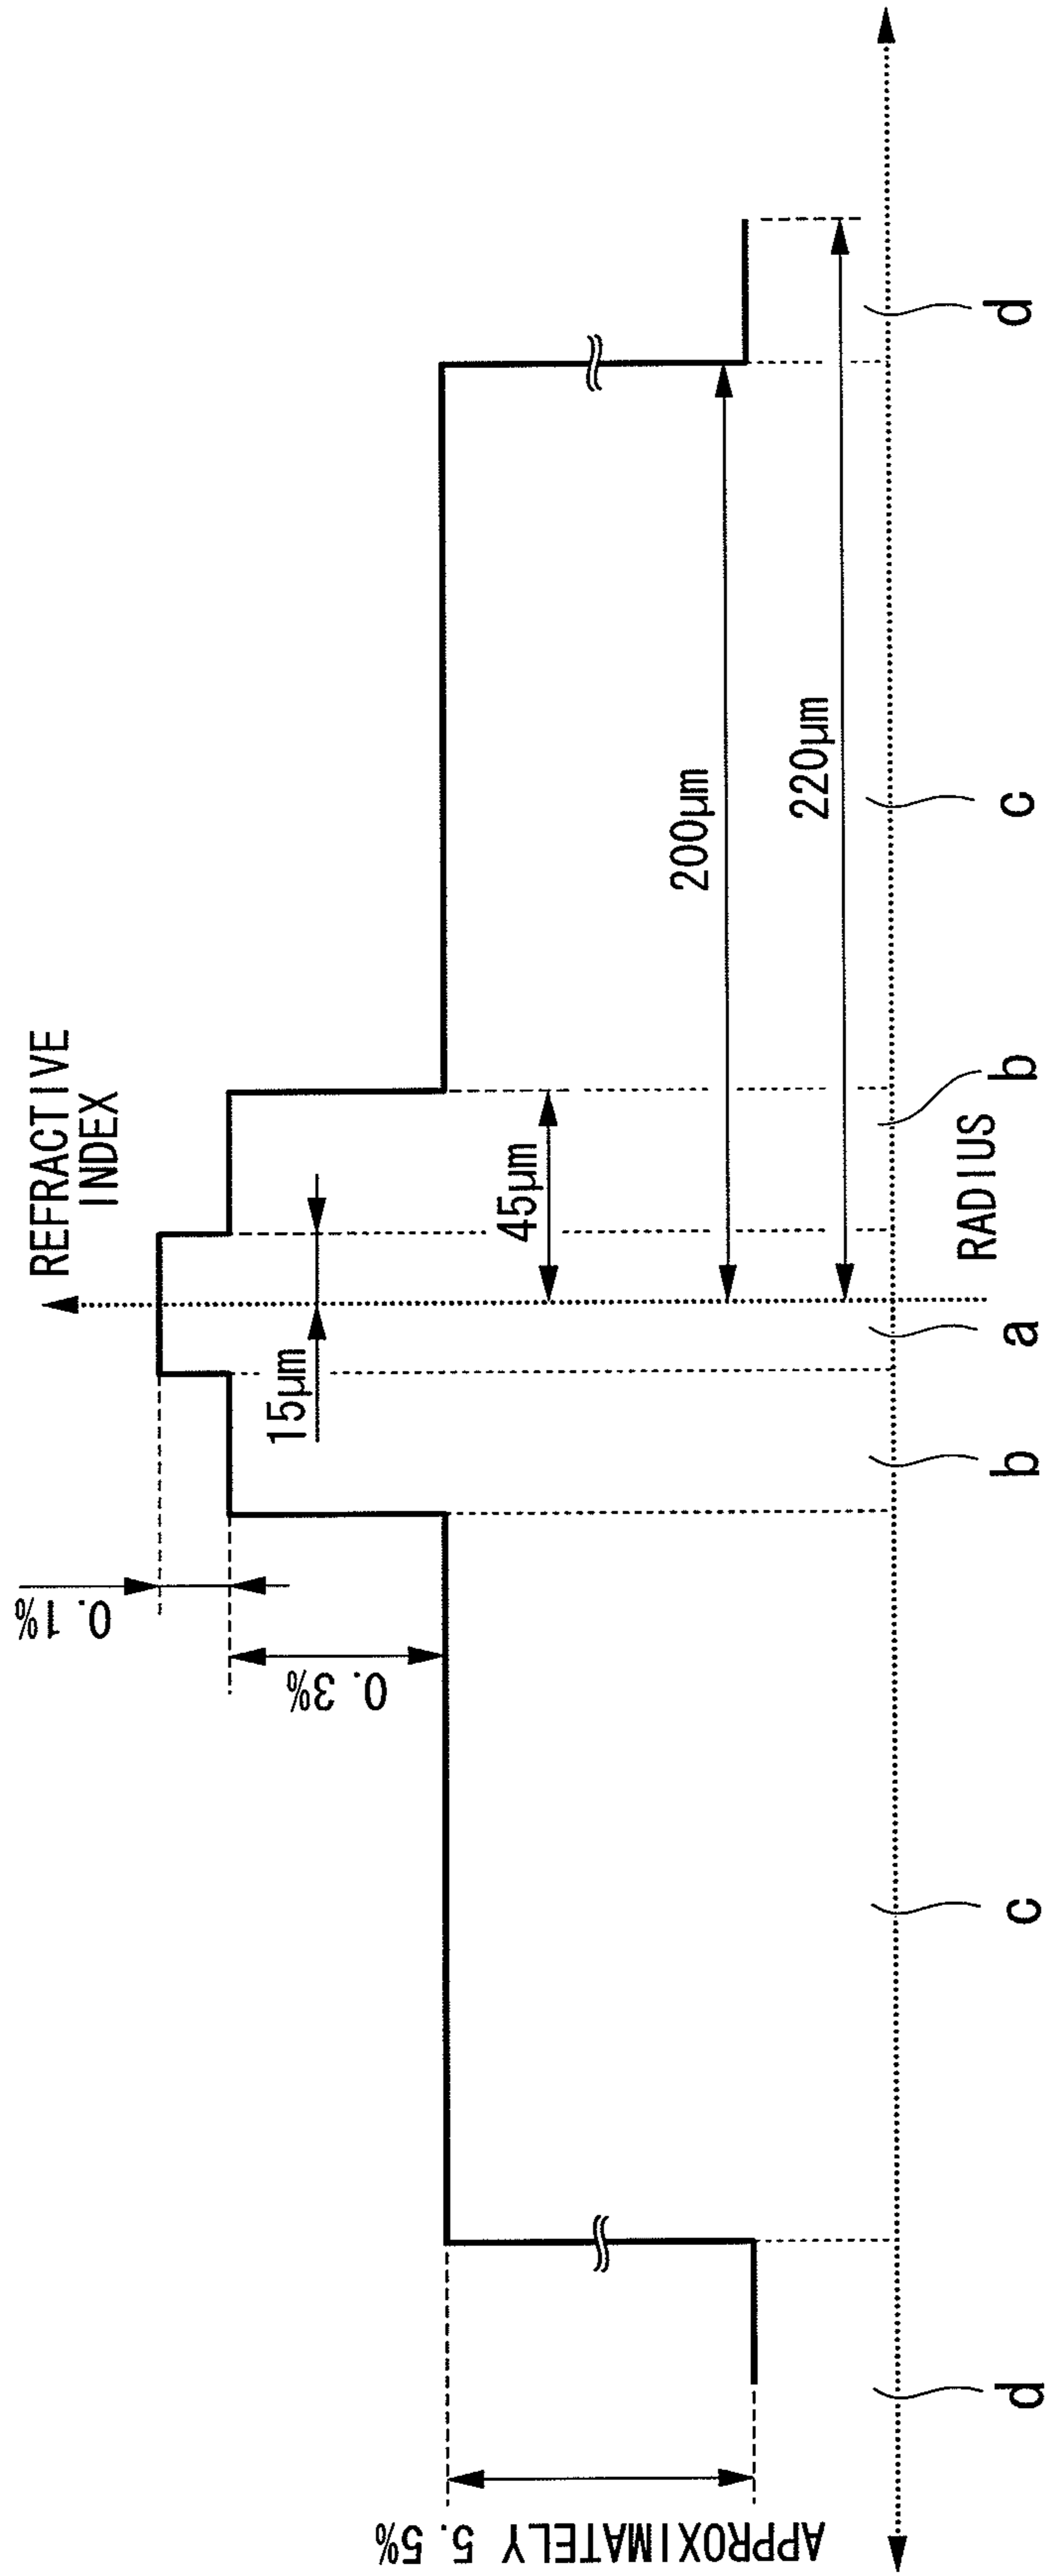 REFRACTIVE
INDEX
0.1%
0.3%
15μm
45μm
200μm
220μm
APPROXIMATELY 5.5%
RADIUS
d
c
b
a
b
c
d